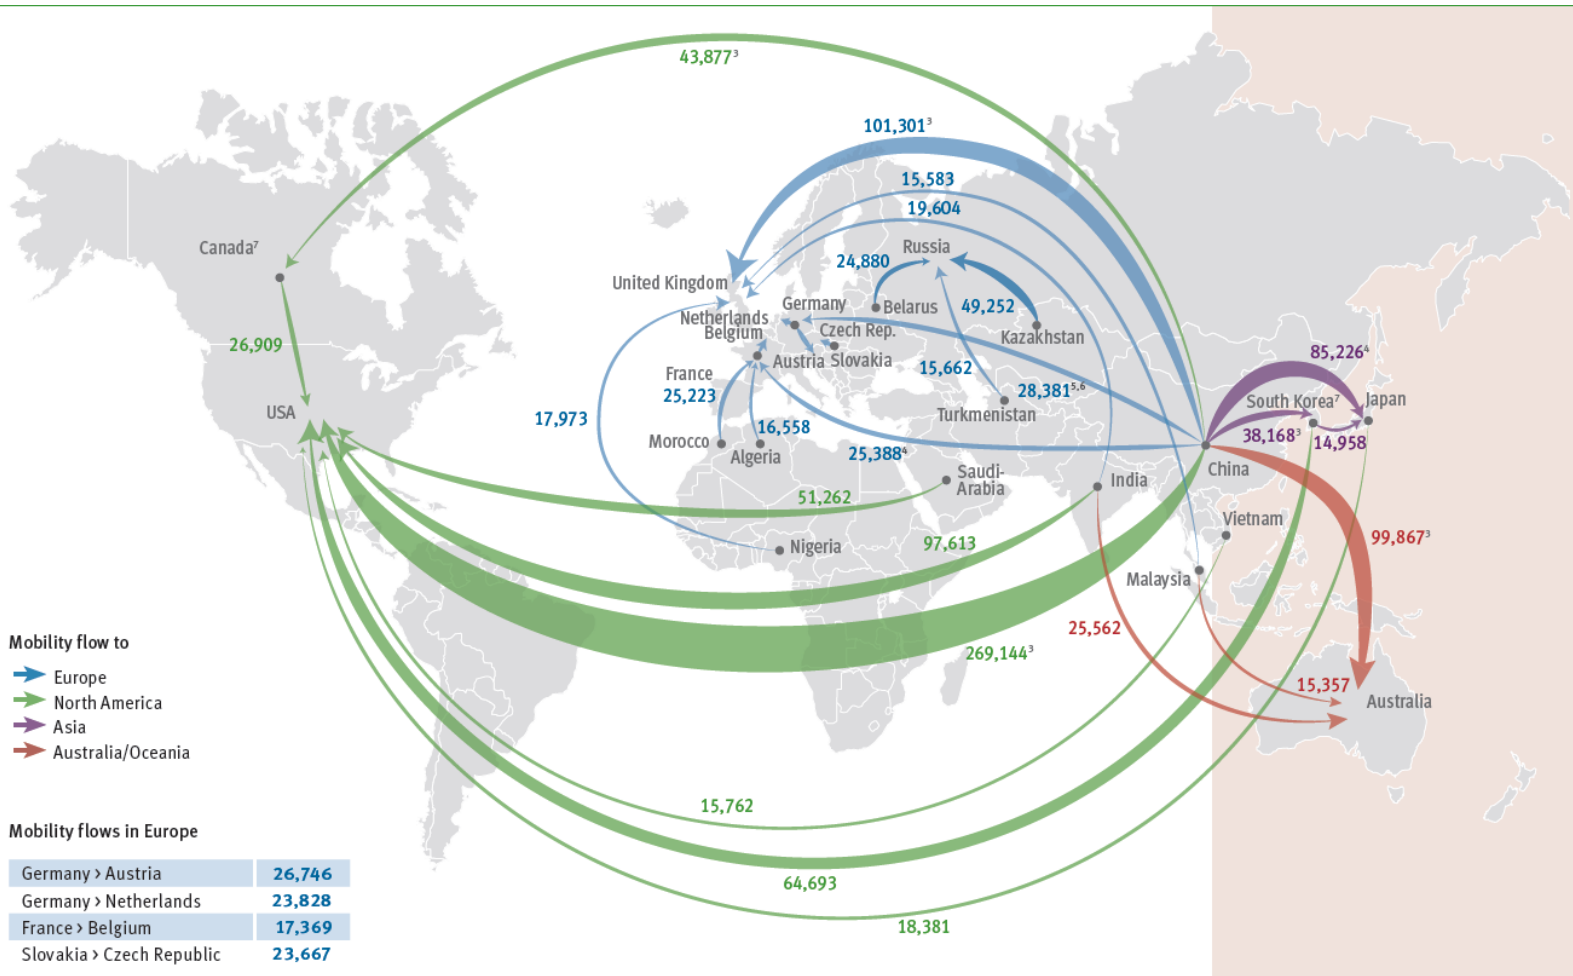 43,877³
101,301³
15,583
19,604
Russia
Canada⁷
24,880
United Kingdom
Germany
49,252
Belarus
Netherlands
Belgium
Czech Rep.
Kazakhstan
26,909
Austria
Slovakia
85,226⁴
France
15,662
25,223
28,381⁵,⁶
South Korea⁷
Japan
USA
Turkmenistan
17,973
16,558
38,168³
14,958
Morocco
Algeria
25,388⁴
China
Saudi-
Arabia
India
51,262
Vietnam
97,613
99,867³
Nigeria
Malaysia
25,562
269,144³
15,357
Australia
Mobility flow to
Europe
North America
Asia
Australia/Oceania
15,762
64,693
18,381
Mobility flows in Europe
Germany > Austria 26,746
Germany > Netherlands 23,828
France > Belgium 17,369
Slovakia > Czech Republic 23,667